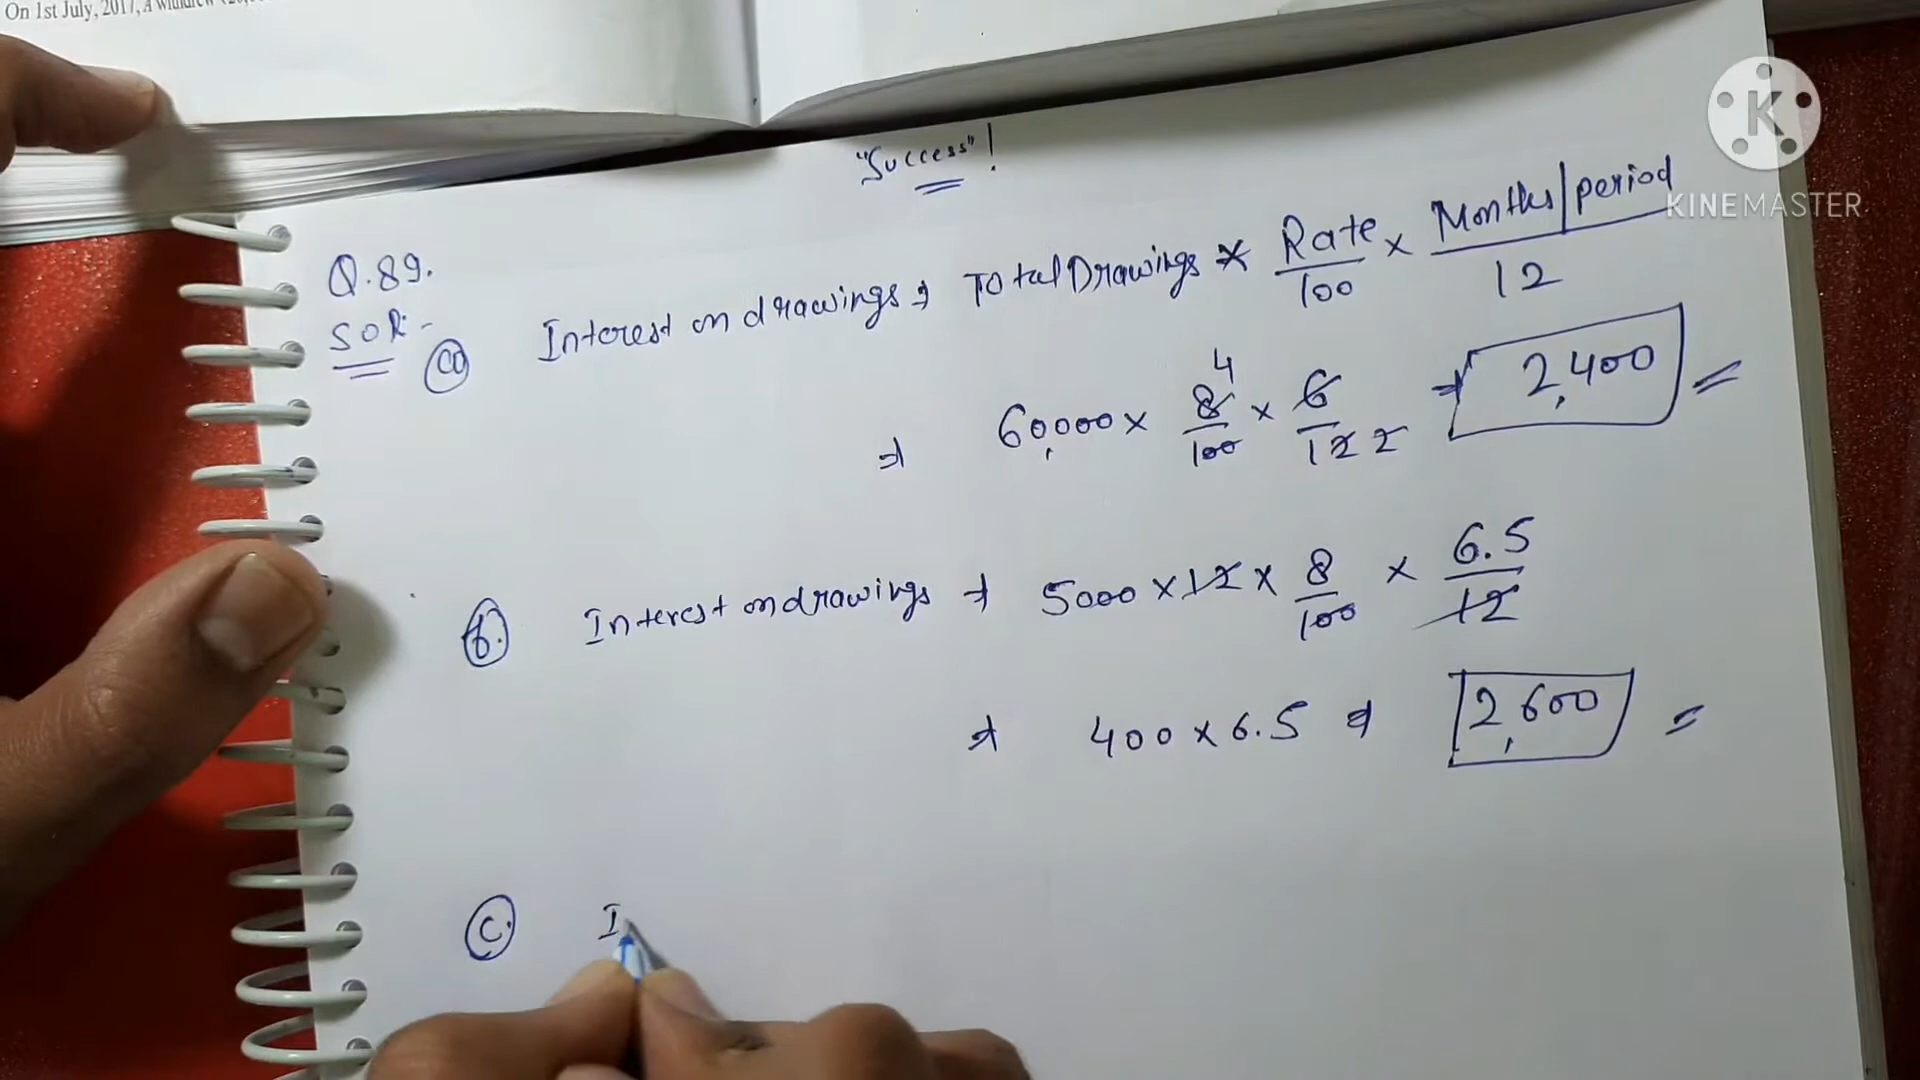 On 1st July, 2017, A withdrew
"Success"!
K
KINEMASTER
Q.89.
Sol:-
(a) Interest on drawings → Total Drawings × Rate/100 × Months/period/12
→ 60,000 × 8/100 4 × 6/12 2 → 2,400 =
(b.) Interest on drawings → 5000 × 12 × 8/100 × 6.5/12
→ 400 × 6.5 → 2,600 =
(c.) I